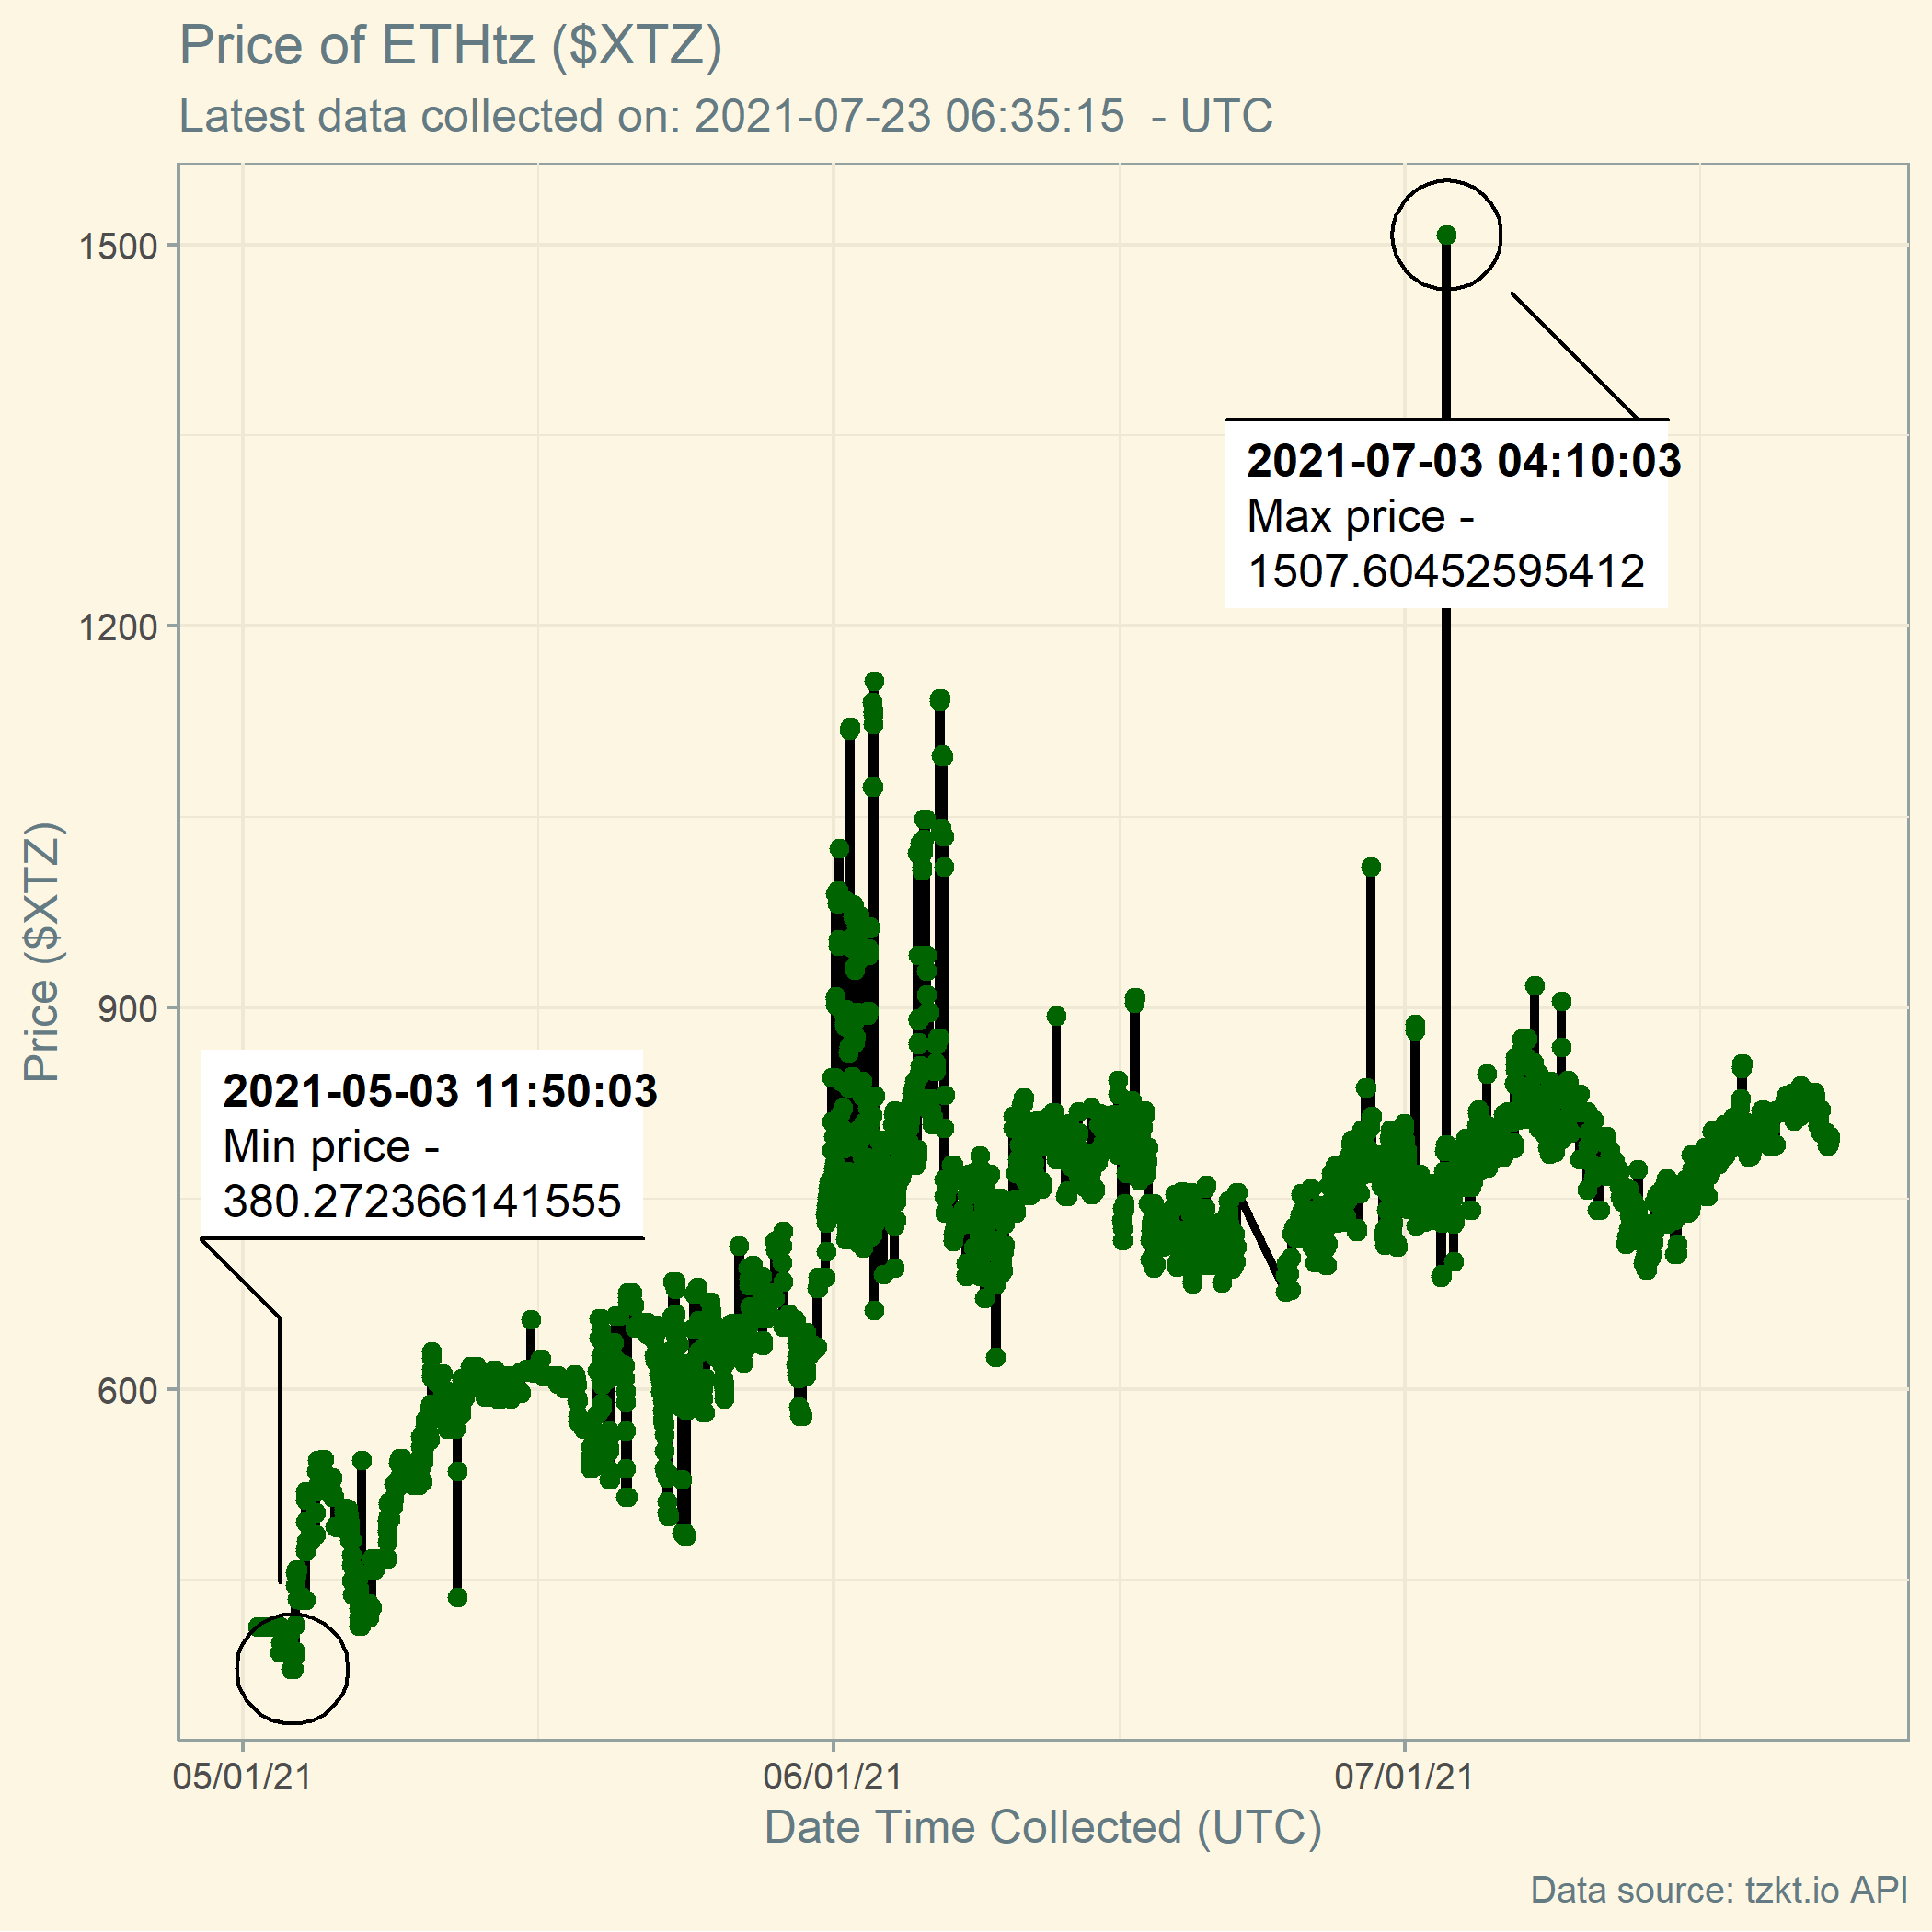 Price of ETHtz ($XTZ)
Latest data collected on: 2021-07-23 06:35:15  - UTC
1500
1200
900
600
Price ($XTZ)
2021-07-03 04:10:03
Max price -
1507.60452595412
2021-05-03 11:50:03
Min price -
380.272366141555
05/01/21
06/01/21
07/01/21
Date Time Collected (UTC)
Data source: tzkt.io API